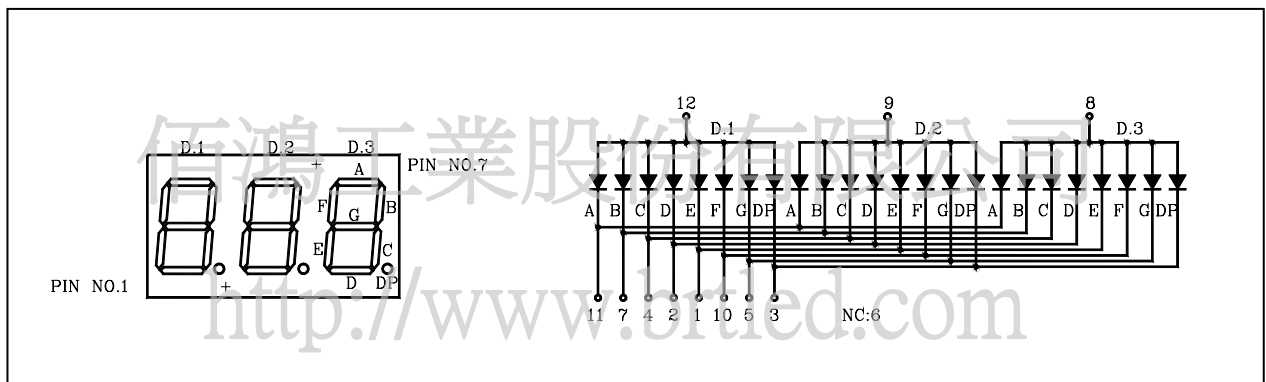 佰鴻工業股份有限公司
12 9 8
D.1 D.2 D.3
D.1 D.2 D.3
+
PIN NO.7
A
F B
G
E C
D DP
+
PIN NO.1
A B C D E F G DP A B C D E F G DP A B C D E F G DP
11 7 4 2 1 10 5 3 NC:6
http://www.brtled.com